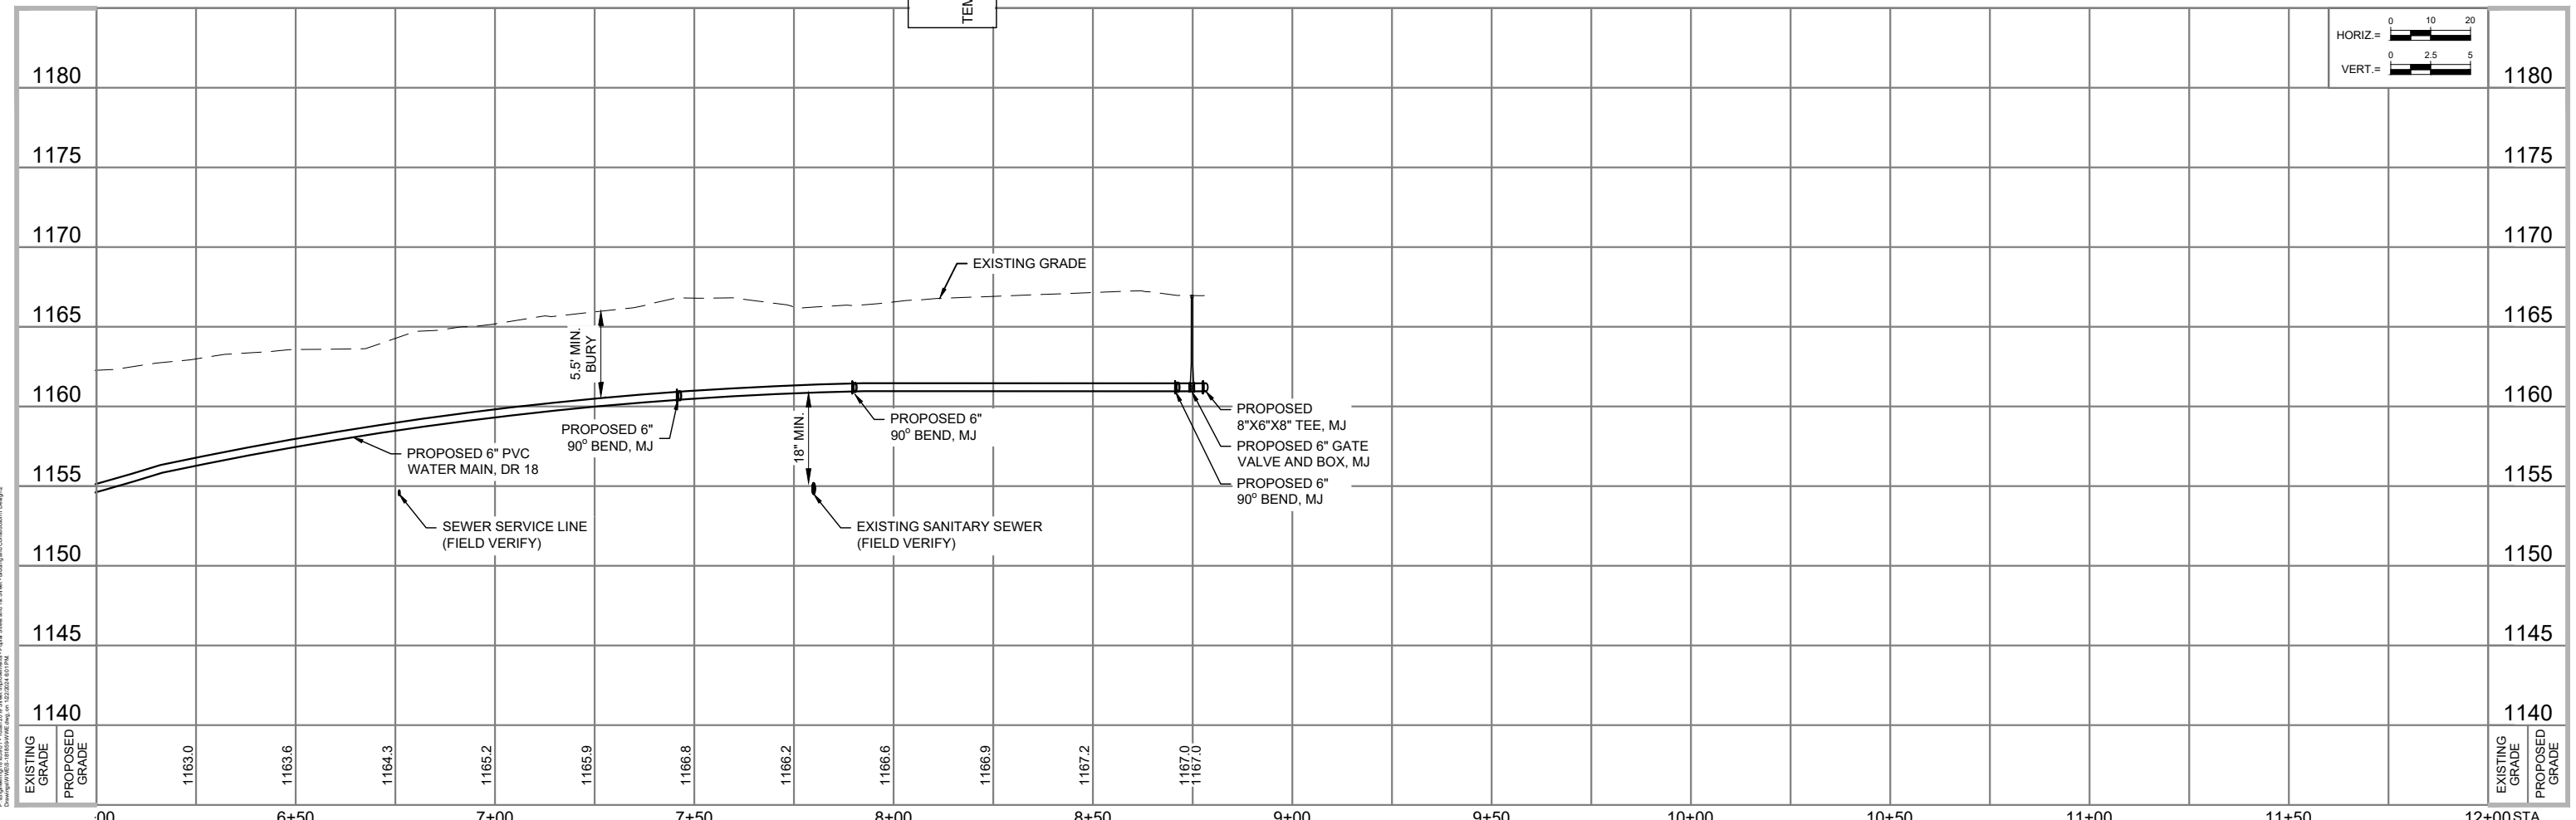 TEM
HORIZ.= 0 10 20
VERT.= 0 2.5 5
1180 1180
1175 1175
1170 1170
EXISTING GRADE
1165 1165
5.5' MIN.
BURY
1160 1160
PROPOSED 6" PVC
WATER MAIN, DR 18
PROPOSED 6"
90° BEND, MJ
18" MIN.
PROPOSED 6"
90° BEND, MJ
PROPOSED
8"X6"X8" TEE, MJ
PROPOSED 6" GATE
VALVE AND BOX, MJ
PROPOSED 6"
90° BEND, MJ
1155 1155
SEWER SERVICE LINE
(FIELD VERIFY)
EXISTING SANITARY SEWER
(FIELD VERIFY)
1150 1150
1145 1145
1140 1140
EXISTING
GRADE
PROPOSED
GRADE
1163.0
1163.6
1164.3
1165.2
1165.9
1166.8
1166.2
1166.6
1166.9
1167.2
1167.0
1167.0
EXISTING
GRADE
PROPOSED
GRADE
+00 6+50 7+00 7+50 8+00 8+50 9+00 9+50 10+00 10+50 11+00 11+50 12+00 STA